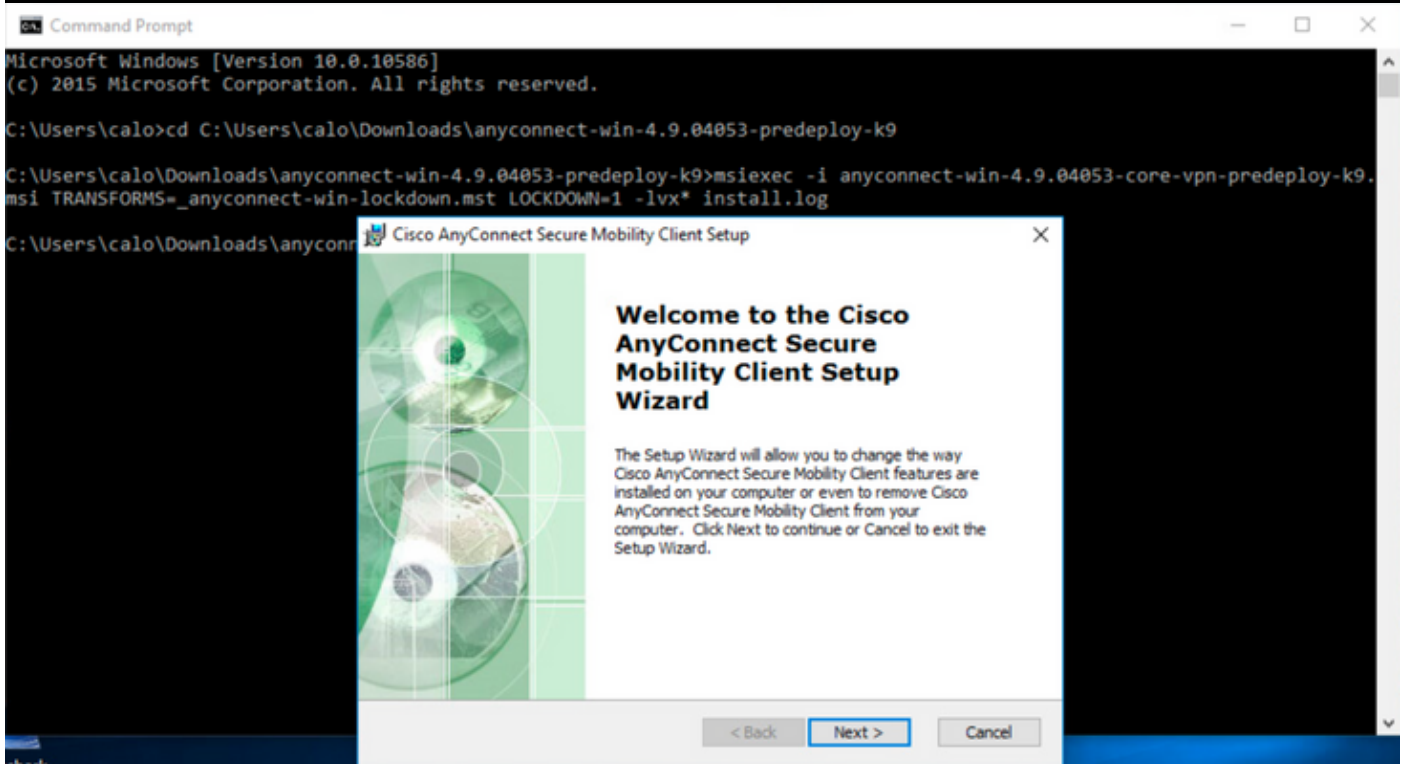 Command Prompt
Microsoft Windows [Version 10.0.10586]
(c) 2015 Microsoft Corporation. All rights reserved.
C:\Users\calo>cd C:\Users\calo\Downloads\anyconnect-win-4.9.04053-predeploy-k9
C:\Users\calo\Downloads\anyconnect-win-4.9.04053-predeploy-k9>msiexec -i anyconnect-win-4.9.04053-core-vpn-predeploy-k9.
msi TRANSFORMS=_anyconnect-win-lockdown.mst LOCKDOWN=1 -lvx* install.log
C:\Users\calo\Downloads\anyconn
Cisco AnyConnect Secure Mobility Client Setup
Welcome to the Cisco
AnyConnect Secure
Mobility Client Setup
Wizard
The Setup Wizard will allow you to change the way
Cisco AnyConnect Secure Mobility Client features are
installed on your computer or even to remove Cisco
AnyConnect Secure Mobility Client from your
computer. Click Next to continue or Cancel to exit the
Setup Wizard.
< Back
Next >
Cancel